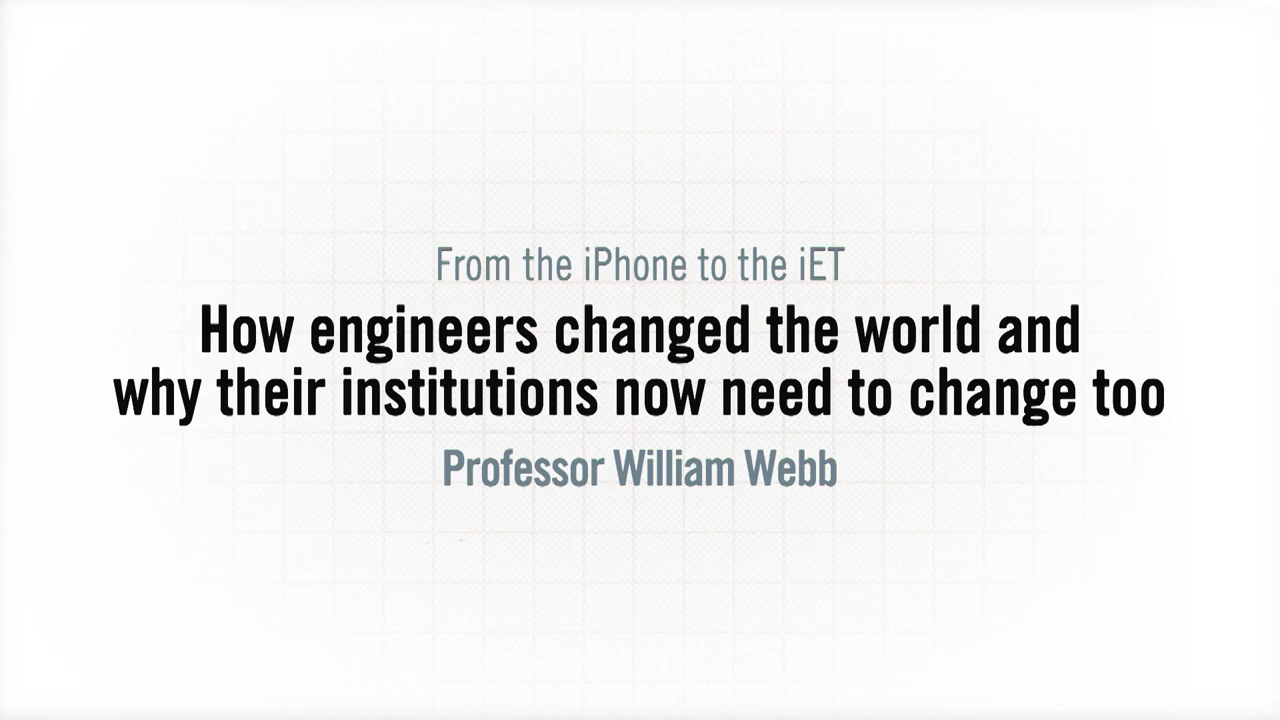 From the iPhone to the iET
How engineers changed the world and
why their institutions now need to change too
Professor William Webb